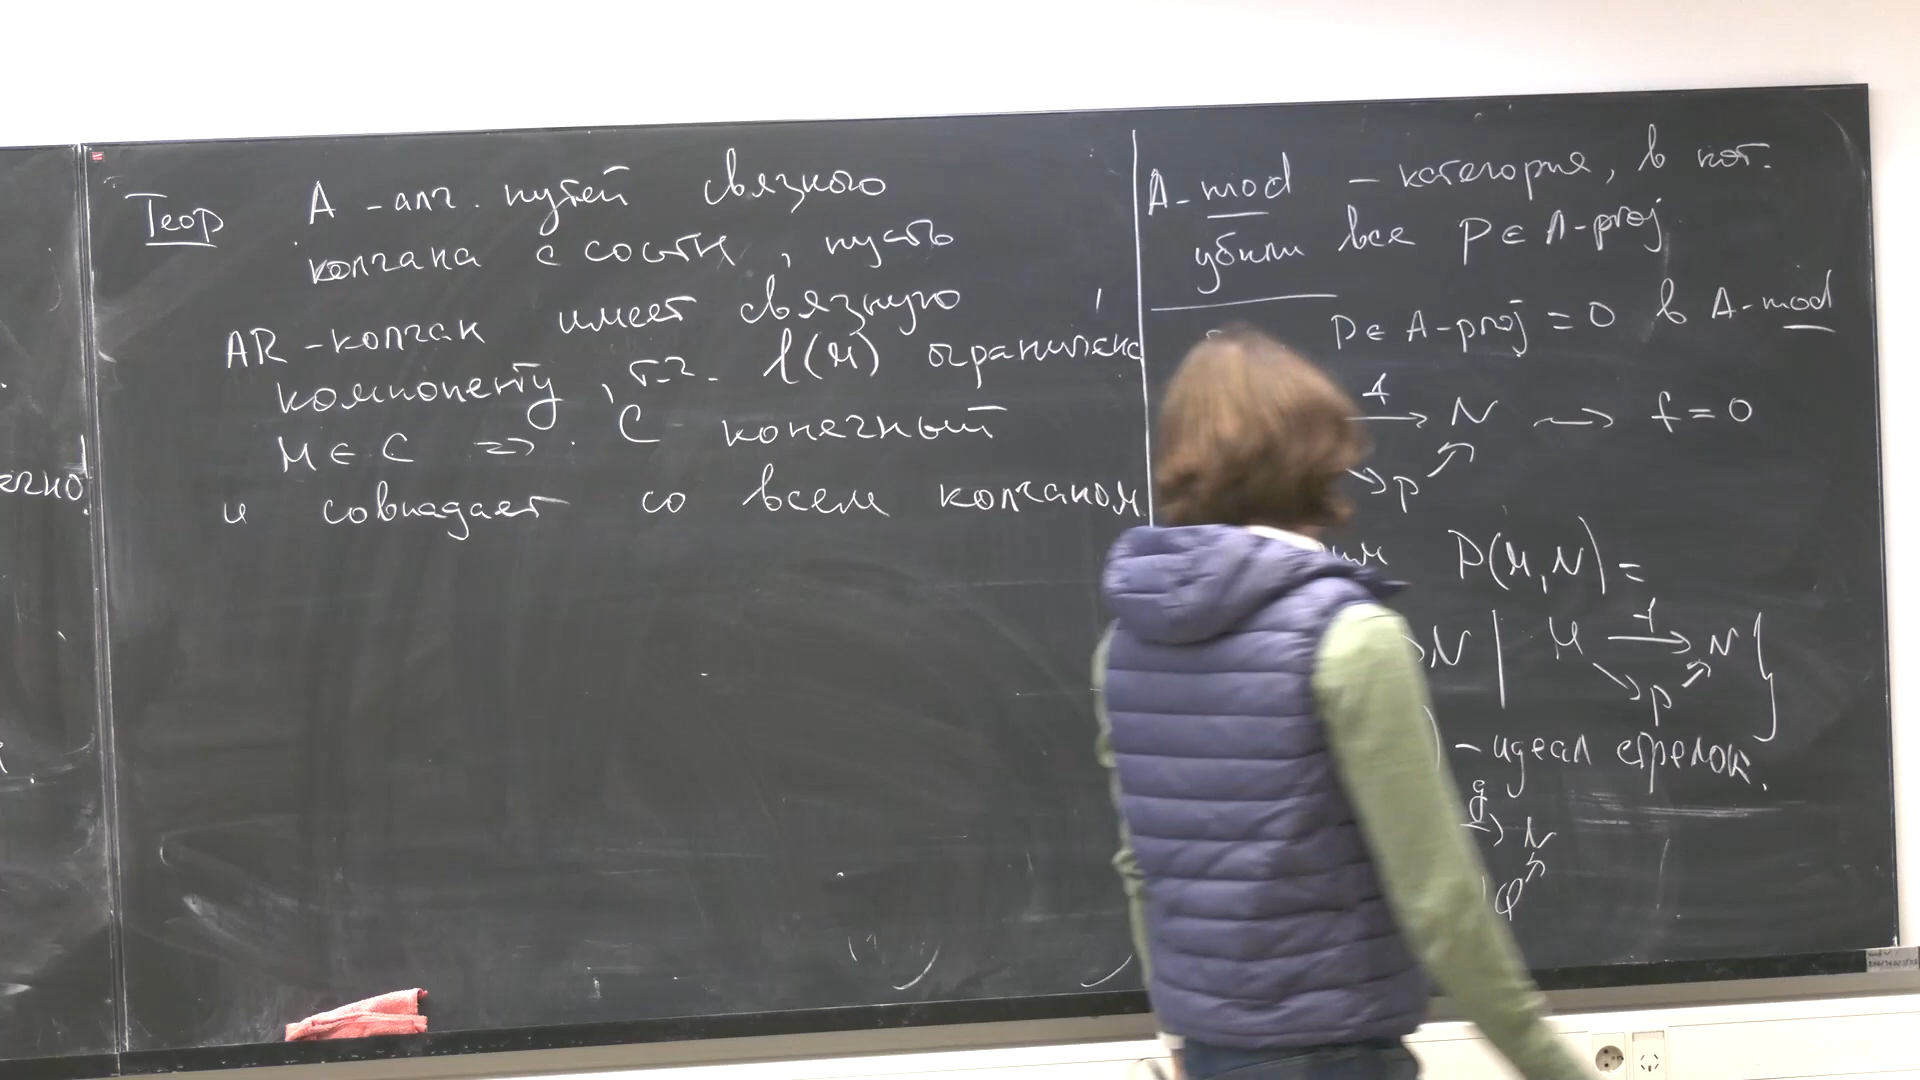 Теор A - алг. путей связного
колчана с соотн, пусть
AR - колчан имеет связную
компоненту, т.ч. l(M) ограничена
M ∈ C => C конечный
и совпадает со всем колчаном
A-mod - категория, в кот.
убили все P ∈ A-proj
P ∈ A-proj = 0 в A-mod
f
→ N ⇝ f = 0
↘ P ↗
P(M,N) =
N | M →f N }
↘ P ↗
) - идеал стрелок.
g
→ N
φ